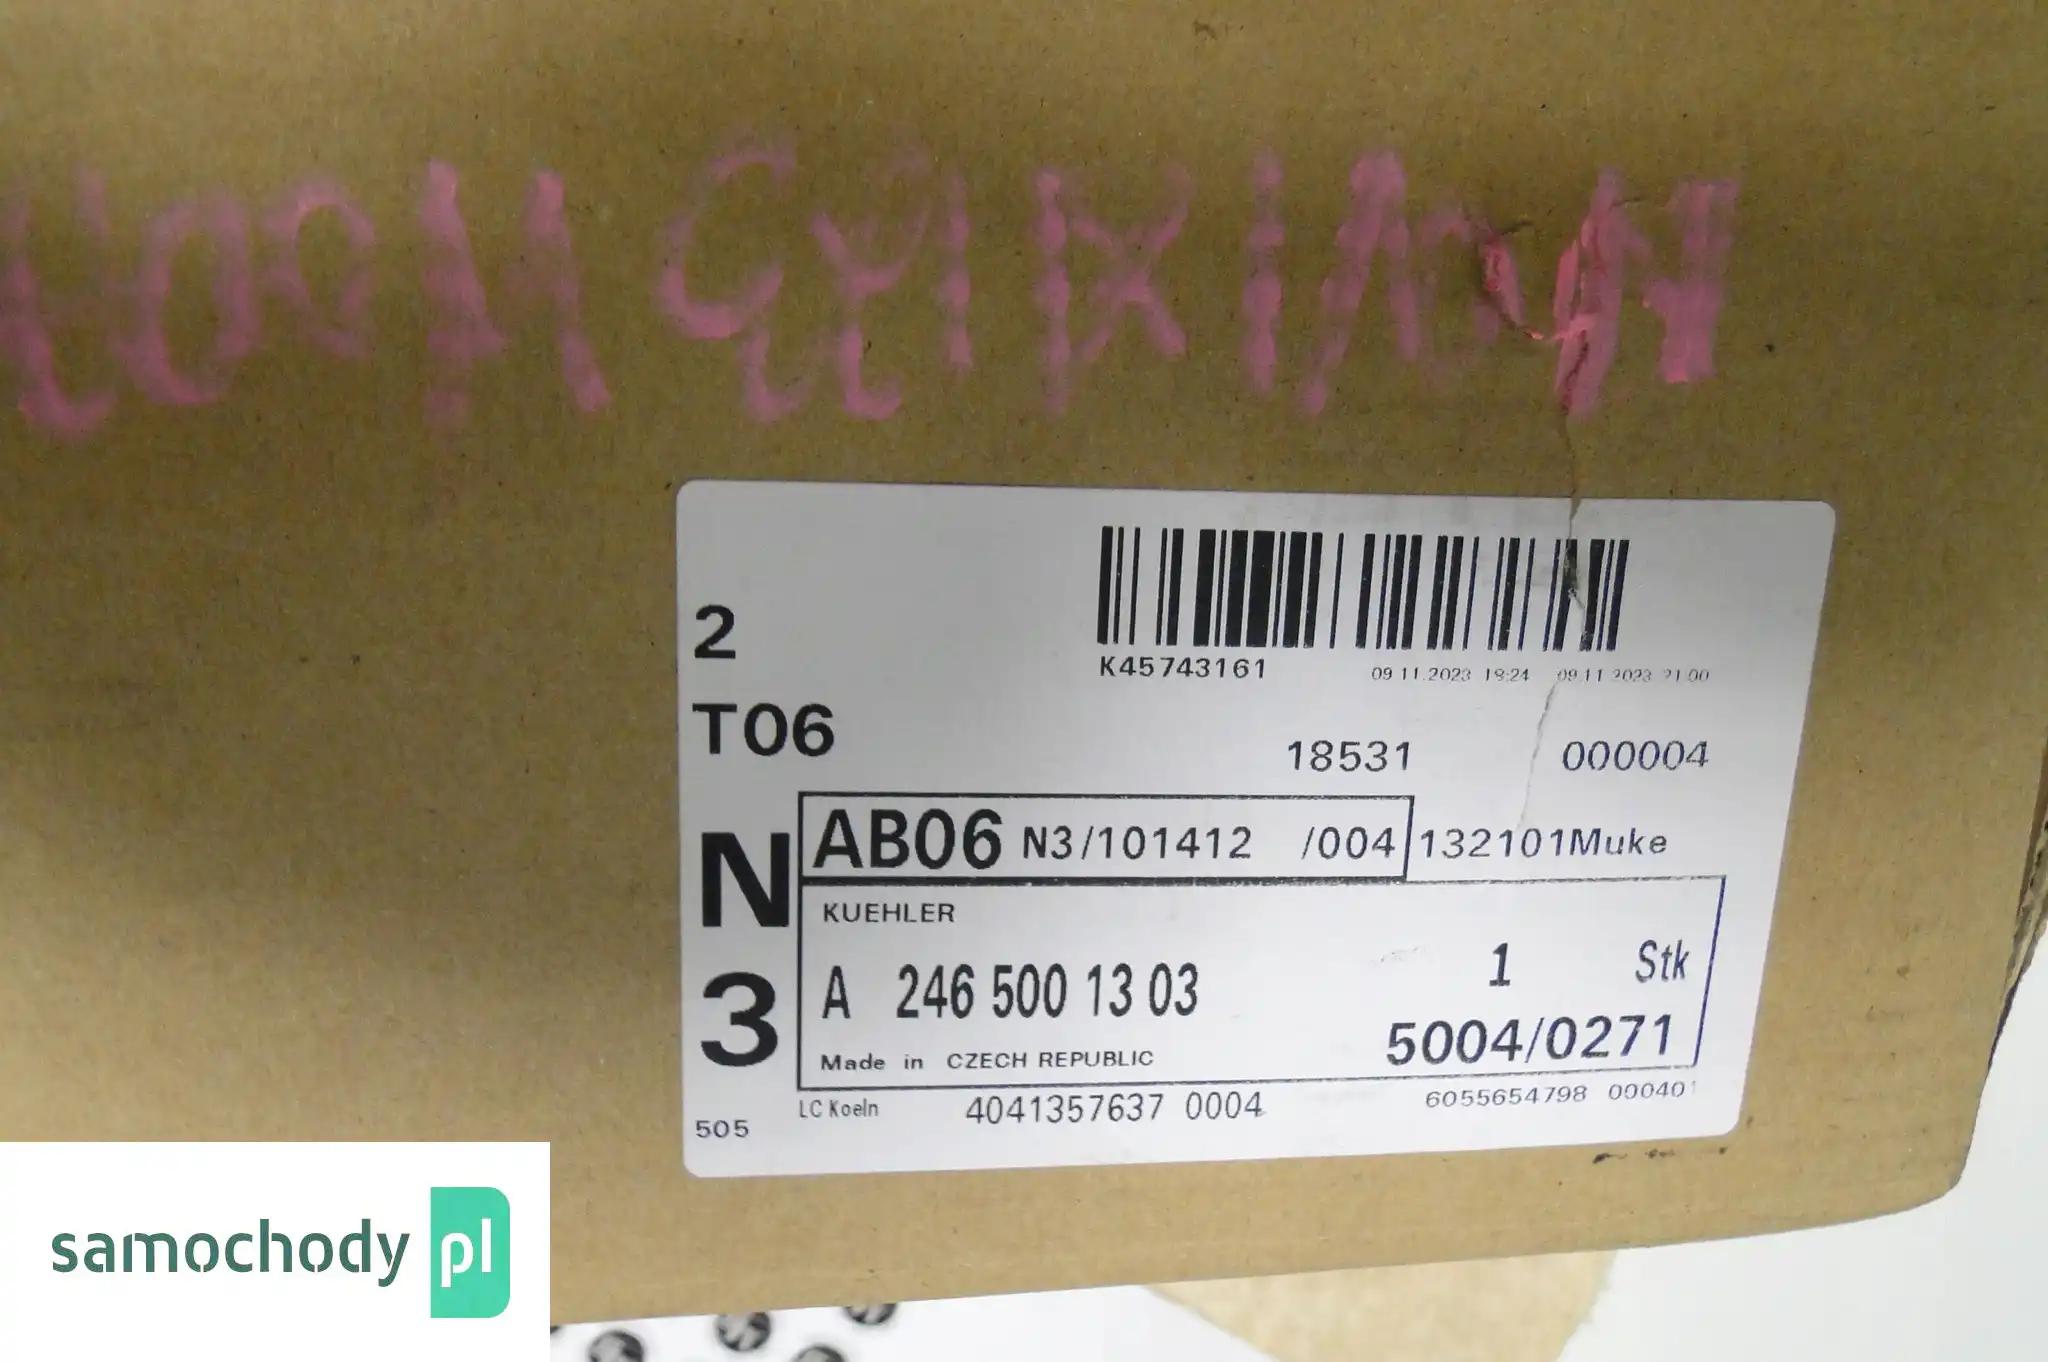 2
K45743161 09.11.2023 19:24 09.11.2023 21:00
T06
18531 000004
AB06 N3/101412 /004 132101Muke
N
3
KUEHLER
A 246 500 13 03 1 Stk
5004/0271
Made in CZECH REPUBLIC
LC Koeln 4041357637 0004 6055654798 000401
505
samochody pl